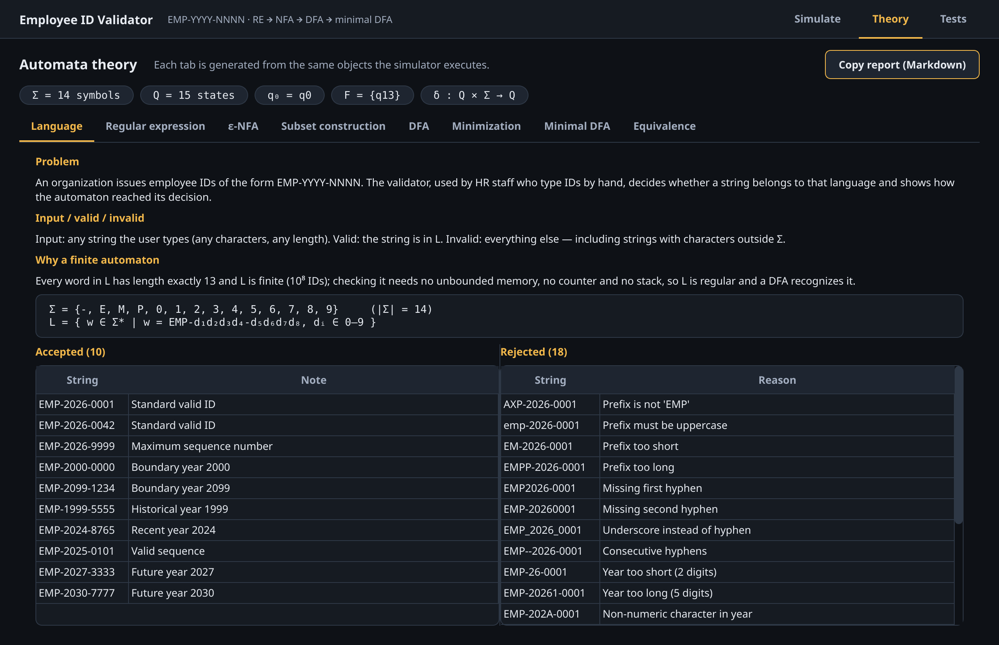 Employee ID Validator EMP-YYYY-NNNN · RE → NFA → DFA → minimal DFA Simulate Theory Tests
Automata theory Each tab is generated from the same objects the simulator executes. Copy report (Markdown)
Σ = 14 symbols Q = 15 states q₀ = q0 F = {q13} δ : Q × Σ → Q
Language Regular expression ε-NFA Subset construction DFA Minimization Minimal DFA Equivalence
Problem
An organization issues employee IDs of the form EMP-YYYY-NNNN. The validator, used by HR staff who type IDs by hand, decides whether a string belongs to that language and shows how
the automaton reached its decision.
Input / valid / invalid
Input: any string the user types (any characters, any length). Valid: the string is in L. Invalid: everything else — including strings with characters outside Σ.
Why a finite automaton
Every word in L has length exactly 13 and L is finite (10⁸ IDs); checking it needs no unbounded memory, no counter and no stack, so L is regular and a DFA recognizes it.
Σ = {-, E, M, P, 0, 1, 2, 3, 4, 5, 6, 7, 8, 9} (|Σ| = 14)
L = { w ∈ Σ* | w = EMP-d₁d₂d₃d₄-d₅d₆d₇d₈, dᵢ ∈ 0–9 }
Accepted (10) Rejected (18)
String Note String Reason
EMP-2026-0001 Standard valid ID AXP-2026-0001 Prefix is not 'EMP'
EMP-2026-0042 Standard valid ID emp-2026-0001 Prefix must be uppercase
EMP-2026-9999 Maximum sequence number EM-2026-0001 Prefix too short
EMP-2000-0000 Boundary year 2000 EMPP-2026-0001 Prefix too long
EMP-2099-1234 Boundary year 2099 EMP2026-0001 Missing first hyphen
EMP-1999-5555 Historical year 1999 EMP-20260001 Missing second hyphen
EMP-2024-8765 Recent year 2024 EMP_2026_0001 Underscore instead of hyphen
EMP-2025-0101 Valid sequence EMP--2026-0001 Consecutive hyphens
EMP-2027-3333 Future year 2027 EMP-26-0001 Year too short (2 digits)
EMP-2030-7777 Future year 2030 EMP-20261-0001 Year too long (5 digits)
EMP-202A-0001 Non-numeric character in year